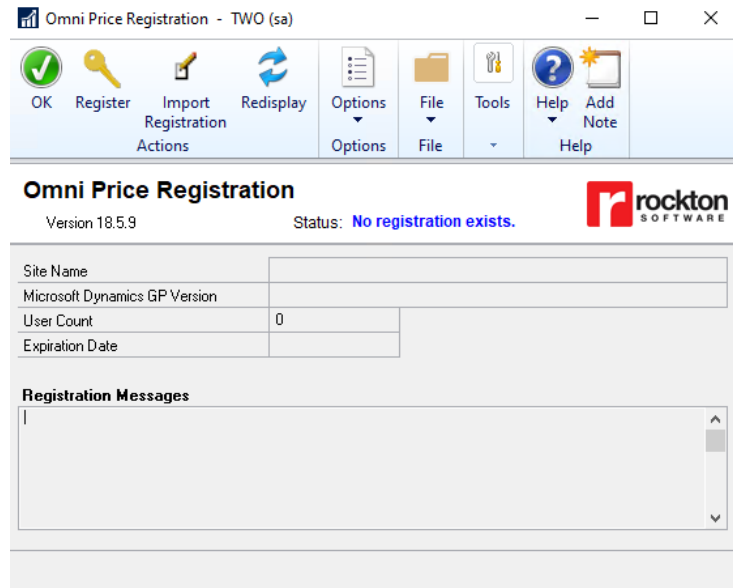 Omni Price Registration - TWO (sa)
OK Register Import Registration Redisplay Options File Tools Help Add Note
Actions Options File Help
Omni Price Registration
Version 18.5.9 Status: No registration exists.
rockton
SOFTWARE
Site Name
Microsoft Dynamics GP Version
User Count 0
Expiration Date
Registration Messages